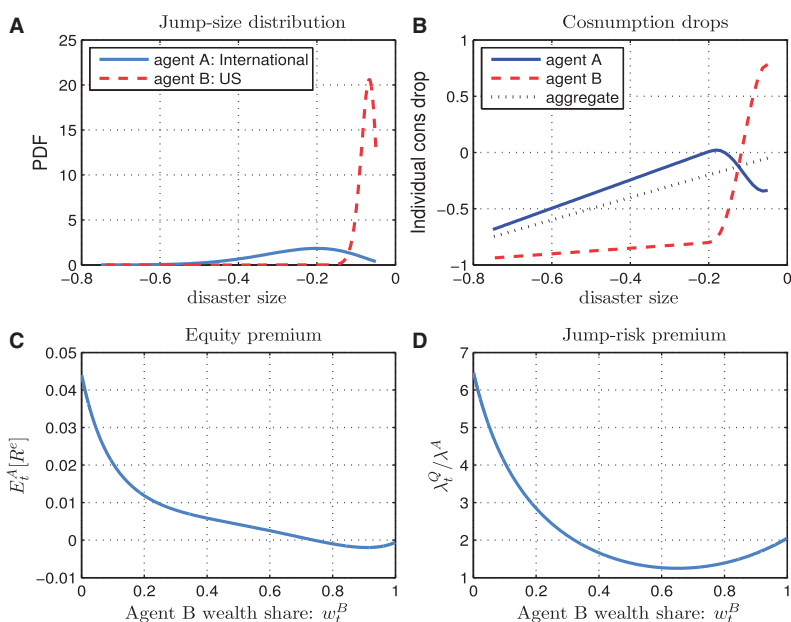 A
Jump-size distribution
25
20
15
10
5
0
PDF
agent A: International
agent B: US
−0.8 −0.6 −0.4 −0.2 0
disaster size
B
Cosnumption drops
1
0.5
0
−0.5
−1
Individual cons drop
agent A
agent B
aggregate
−0.8 −0.6 −0.4 −0.2 0
disaster size
C
Equity premium
0.05
0.04
0.03
0.02
0.01
0
−0.01
E_t^A[R^e]
0 0.2 0.4 0.6 0.8 1
Agent B wealth share: w_t^B
D
Jump-risk premium
7
6
5
4
3
2
1
λ_t^Q/λ^A
0 0.2 0.4 0.6 0.8 1
Agent B wealth share: w_t^B